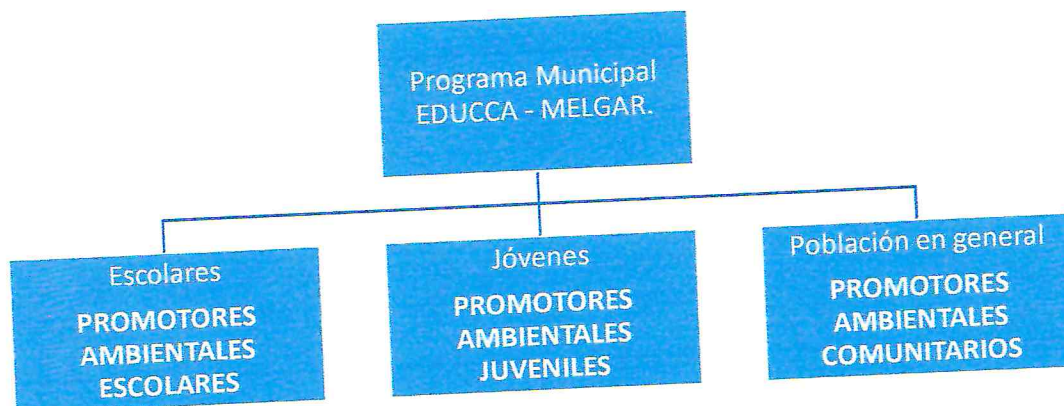 Programa Municipal
EDUCCA - MELGAR.
Escolares
PROMOTORES
AMBIENTALES
ESCOLARES
Jóvenes
PROMOTORES
AMBIENTALES
JUVENILES
Población en general
PROMOTORES
AMBIENTALES
COMUNITARIOS